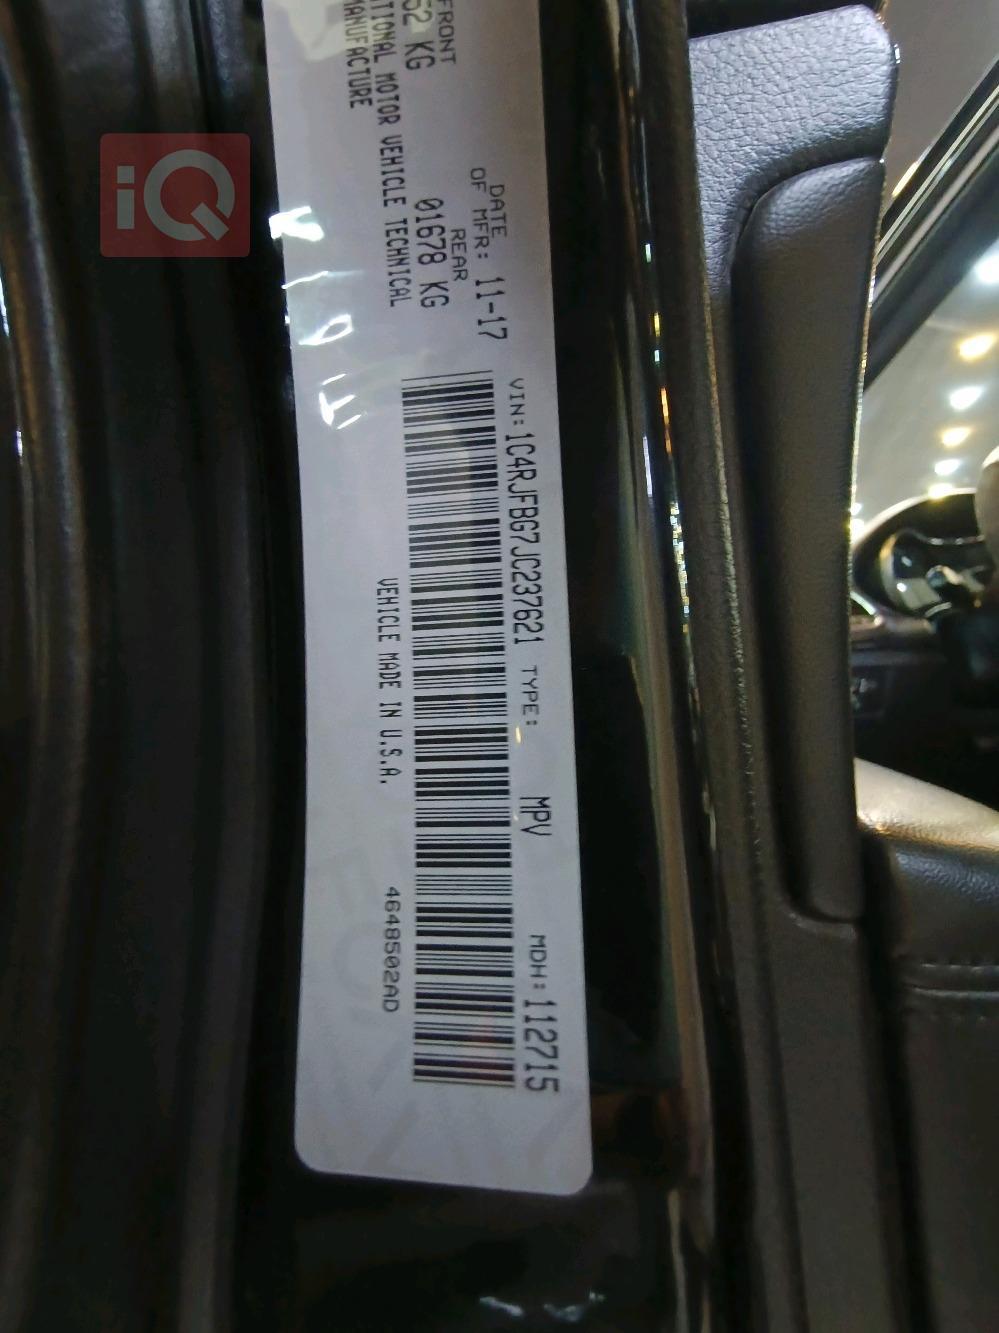 iQ
DATE
OF MFR: 11-17
FRONT
52 KG
REAR
01678 KG
TIONAL MOTOR VEHICLE TECHNICAL
MANUFACTURE
VIN: 1C4RJFBG7JC237621 TYPE: MPV MDH: 112715
VEHICLE MADE IN U.S.A.
4648502AD